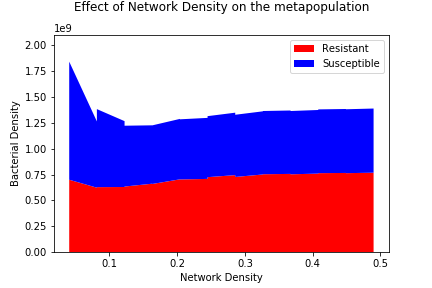 Effect of Network Density on the metapopulation
1e9
2.00
1.75
1.50
1.25
1.00
0.75
0.50
0.25
0.00
Bacterial Density
Resistant
Susceptible
0.1 0.2 0.3 0.4 0.5
Network Density